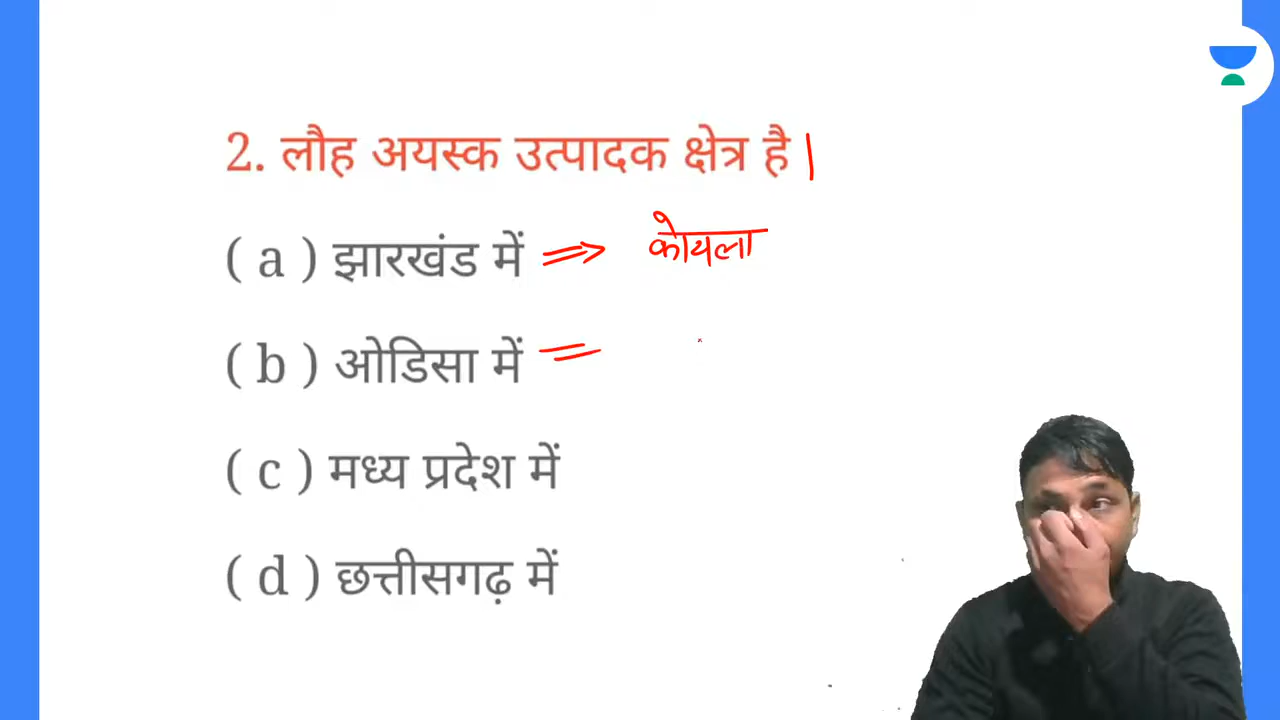 2. लौह अयस्क उत्पादक क्षेत्र है |
( a ) झारखंड में ⇒ कोयला
( b ) ओडिसा में =
( c ) मध्य प्रदेश में
( d ) छत्तीसगढ़ में